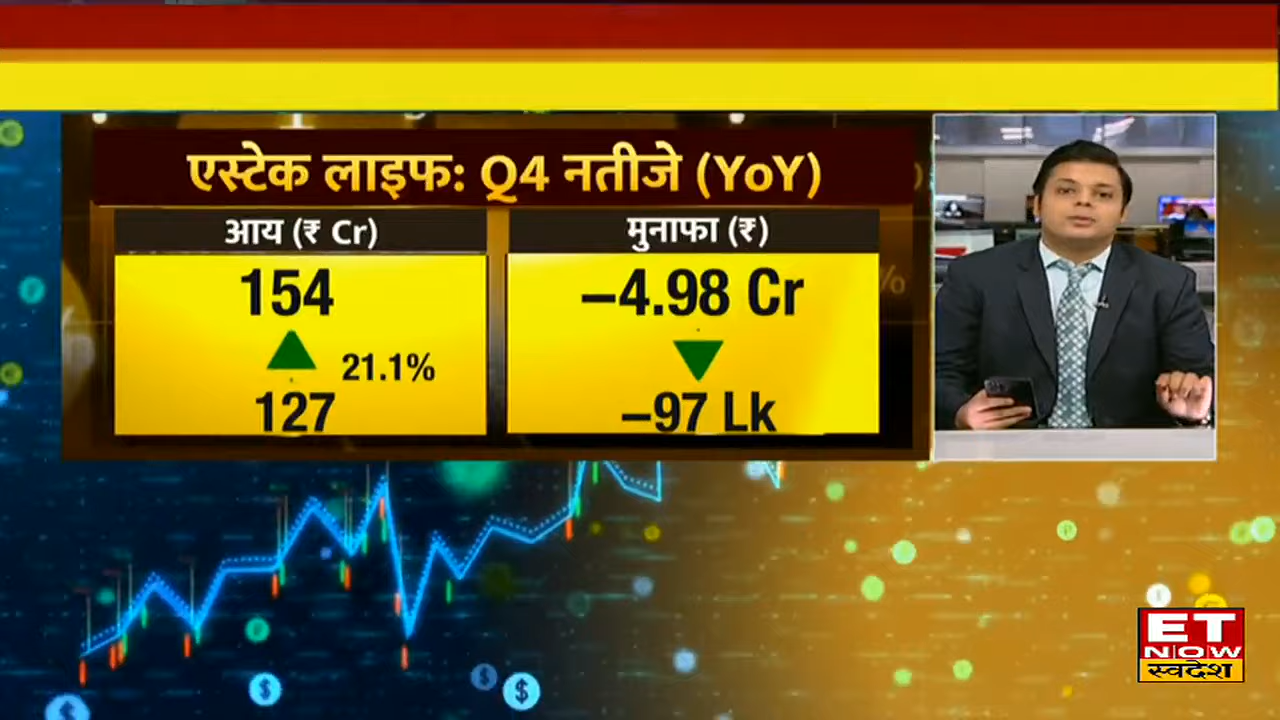 एस्टेक लाइफ: Q4 नतीजे (YoY)
आय (₹ Cr)
154
21.1%
127
मुनाफा (₹)
–4.98 Cr
–97 Lk
ET
NOW
स्वदेश